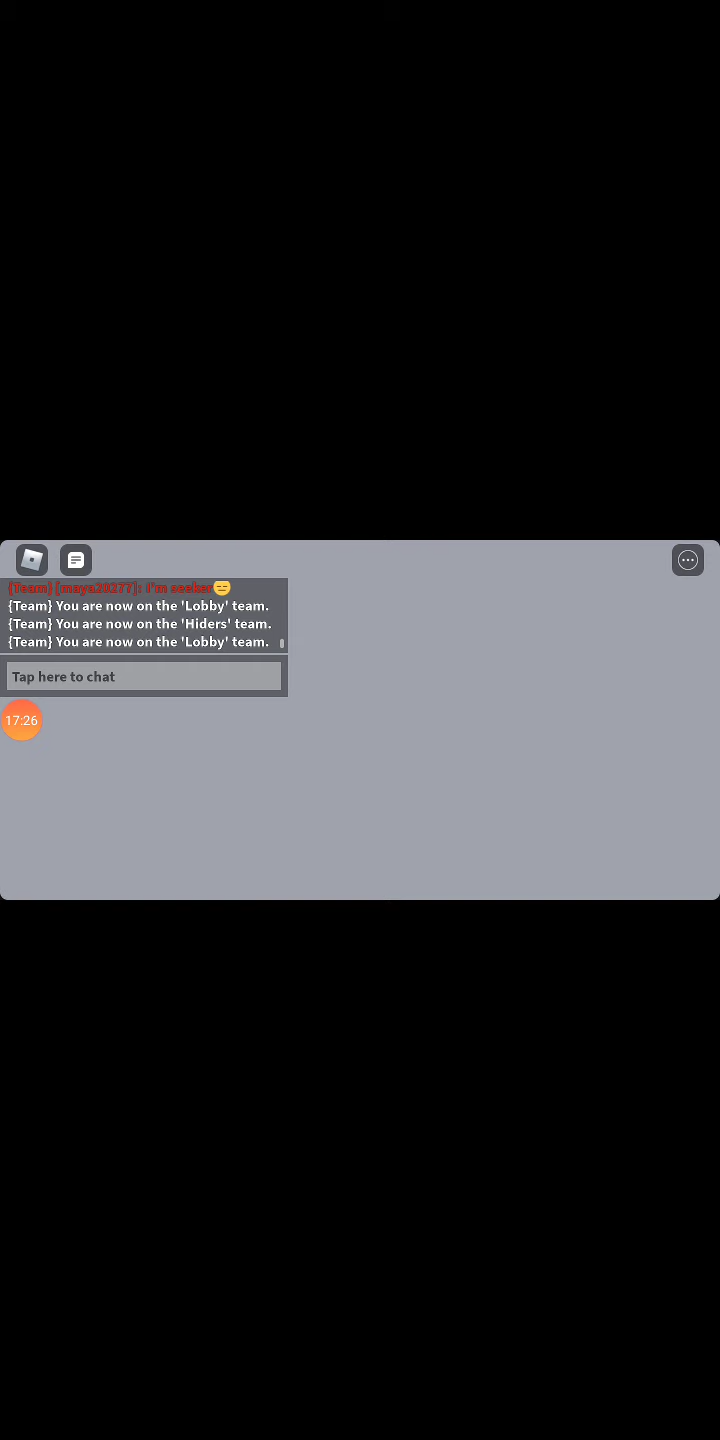 {Team} [maya20277]: I'm seeker😑
{Team} You are now on the 'Lobby' team.
{Team} You are now on the 'Hiders' team.
{Team} You are now on the 'Lobby' team.
Tap here to chat
17:26